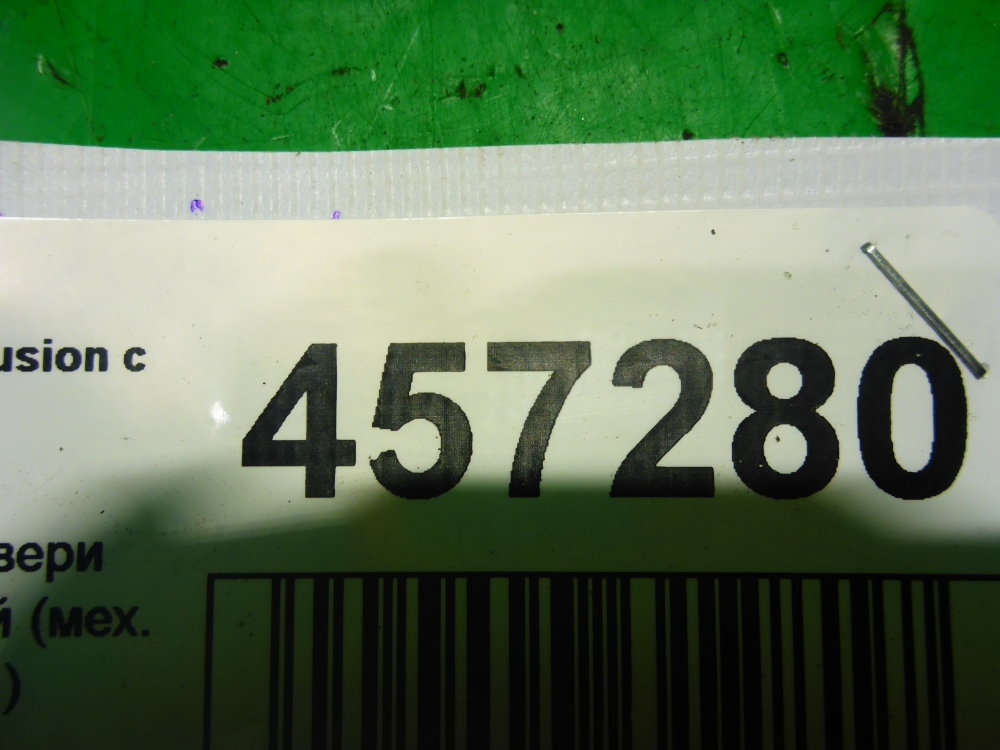 usion с
457280
вери
й (мех.
)